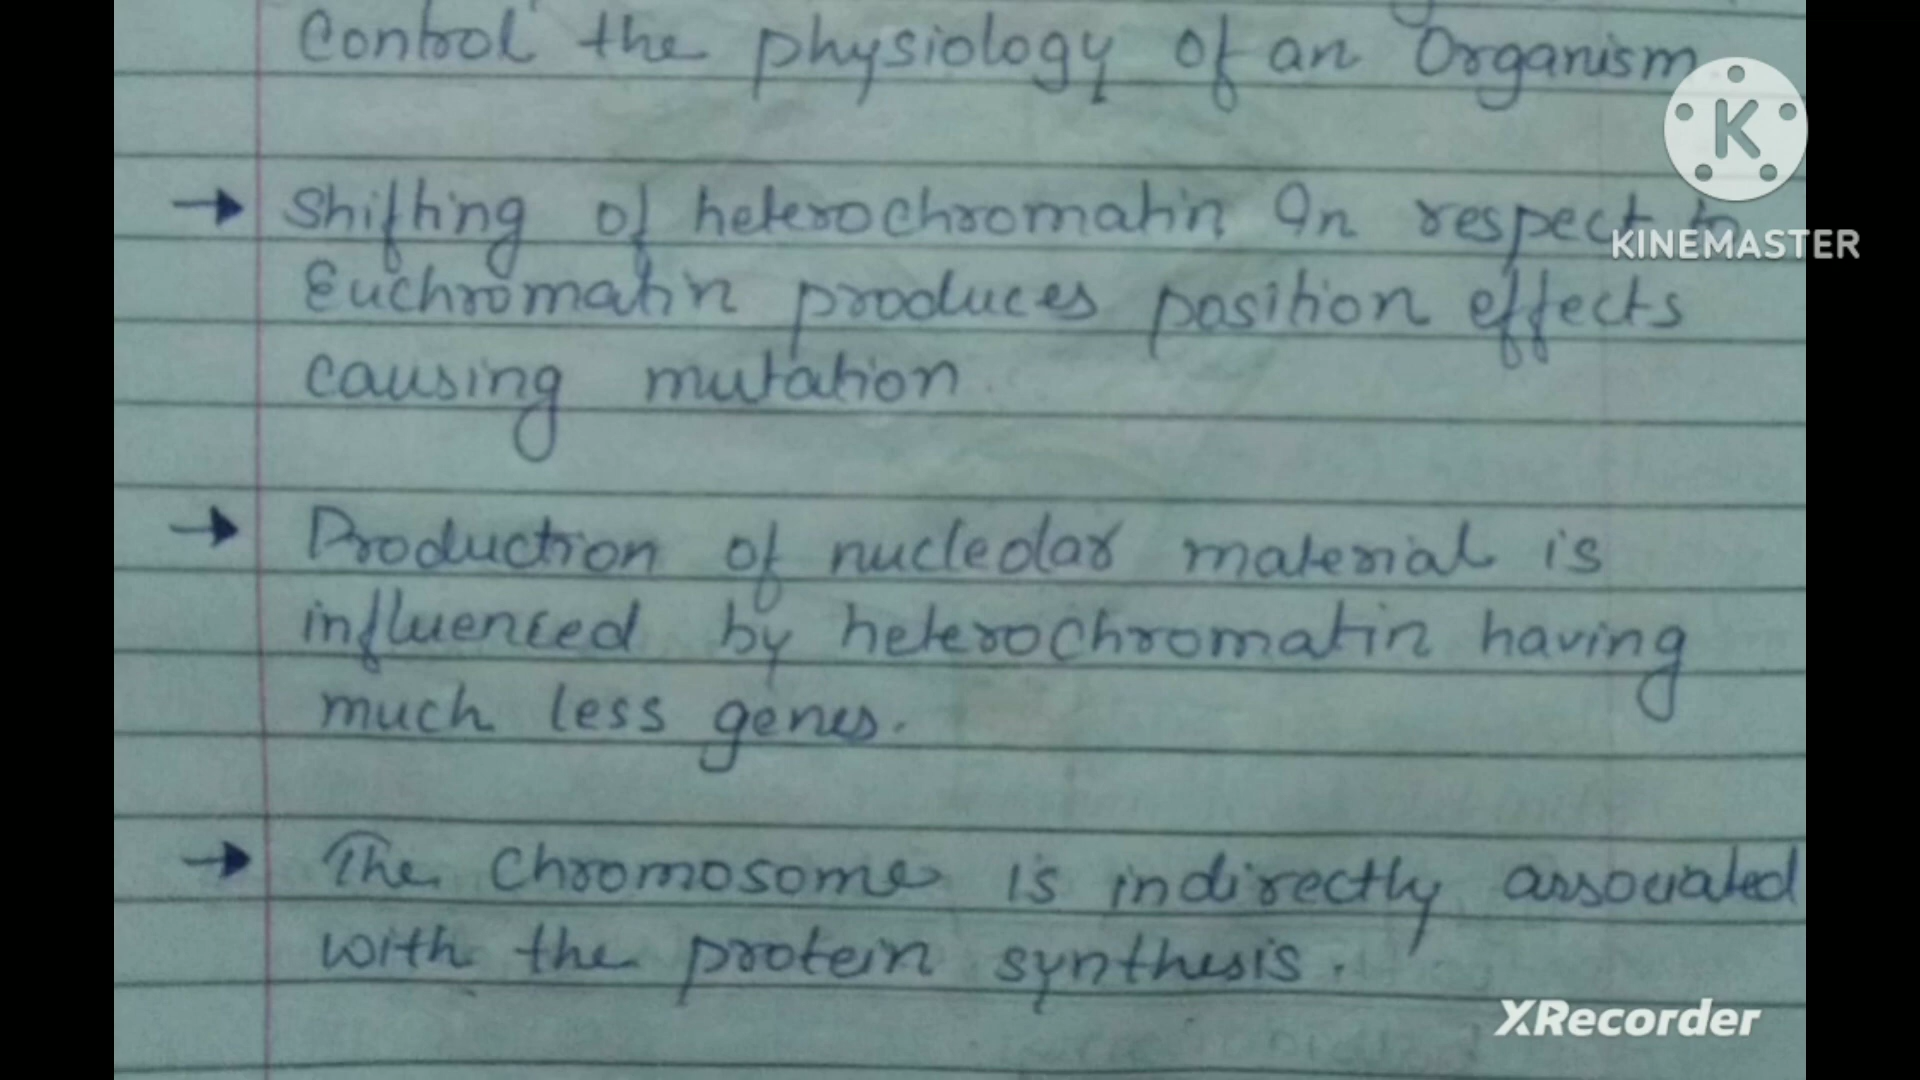 Control the physiology of an Organism
→ Shifting of heterochromatin In respect to
Euchromatin produces position effects
causing mutation.
→ Production of nucleolar material is
influenced by heterochromatin having
much less genes.
→ The Chromosome is indirectly associated
with the protein synthesis.
K
KINEMASTER
XRecorder